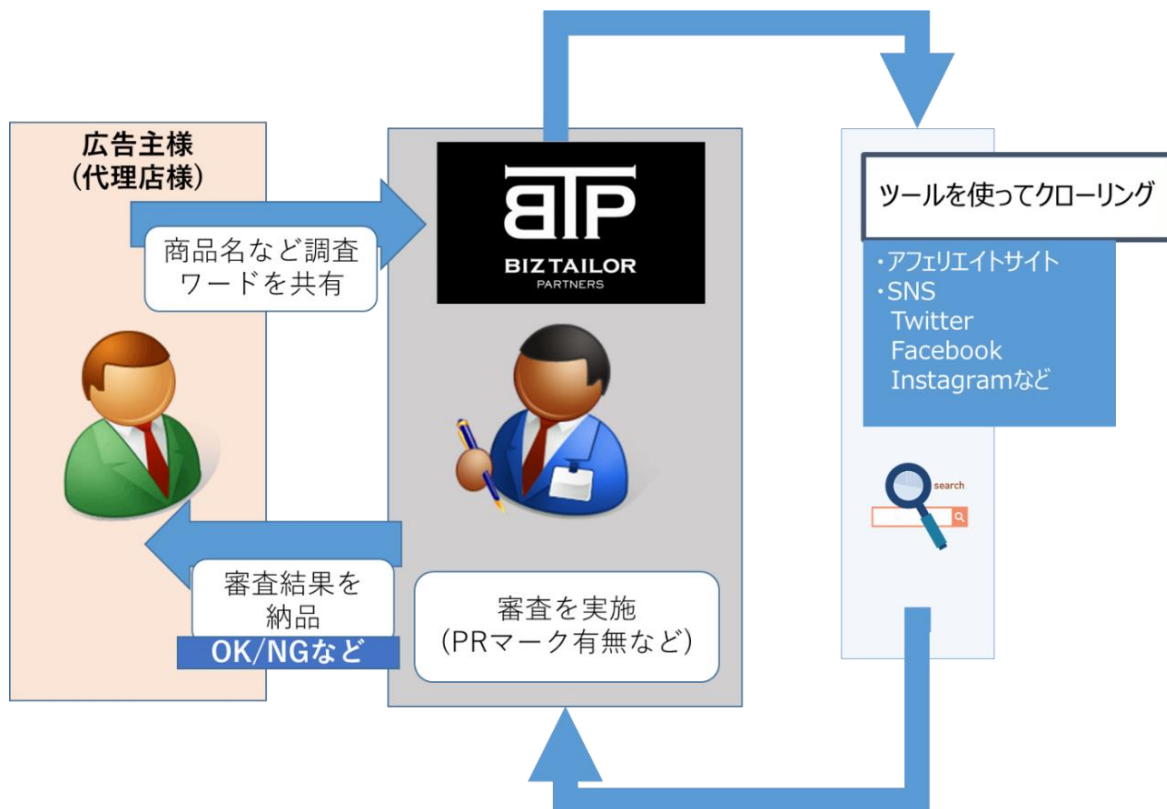 広告主様
(代理店様)
商品名など調査
ワードを共有
BTP
BIZTAILOR
PARTNERS
ツールを使ってクローリング
・アフェリエイトサイト
・SNS
Twitter
Facebook
Instagramなど
search
審査を実施
(PRマーク有無など)
審査結果を
納品
OK/NGなど